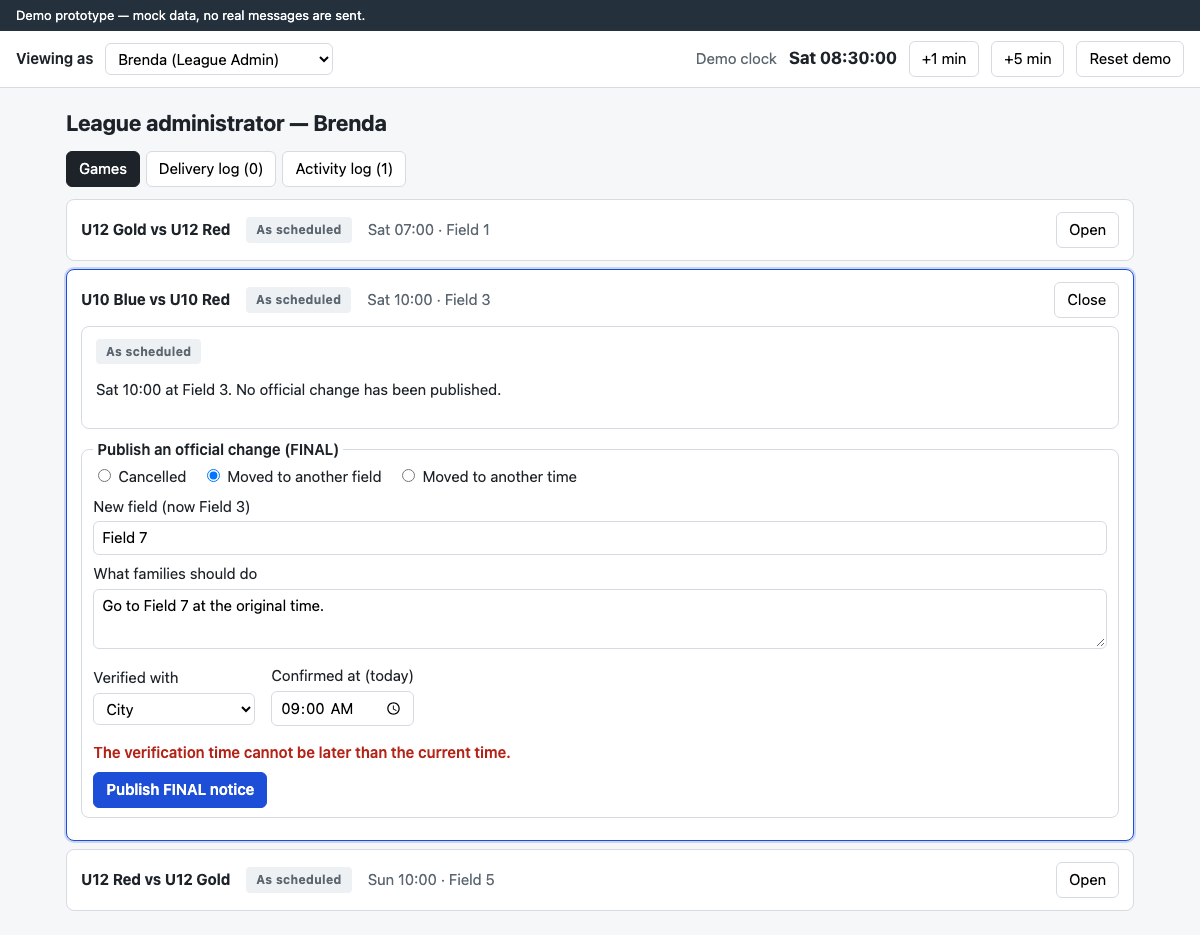 Demo prototype — mock data, no real messages are sent.
Viewing as Brenda (League Admin) Demo clock Sat 08:30:00 +1 min +5 min Reset demo
League administrator — Brenda
Games Delivery log (0) Activity log (1)
U12 Gold vs U12 Red As scheduled Sat 07:00 · Field 1 Open
U10 Blue vs U10 Red As scheduled Sat 10:00 · Field 3 Close
As scheduled
Sat 10:00 at Field 3. No official change has been published.
Publish an official change (FINAL)
Cancelled Moved to another field Moved to another time
New field (now Field 3)
Field 7
What families should do
Go to Field 7 at the original time.
Verified with Confirmed at (today)
City 09:00 AM
The verification time cannot be later than the current time.
Publish FINAL notice
U12 Red vs U12 Gold As scheduled Sun 10:00 · Field 5 Open